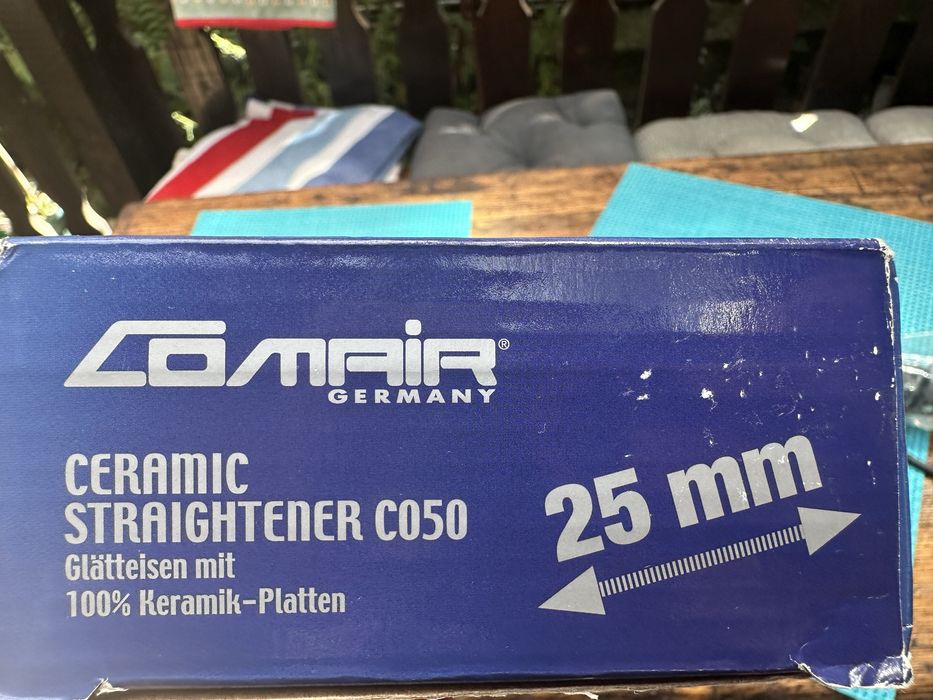 COMAIR®
GERMANY
CERAMIC
STRAIGHTENER C050
Glätteisen mit
100% Keramik-Platten
25 mm